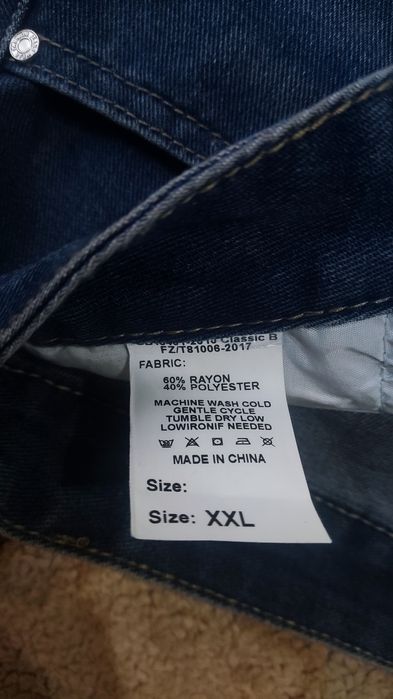 Classic B
FZ/T81006-2017
FABRIC:
60% RAYON
40% POLYESTER
MACHINE WASH COLD
GENTLE CYCLE
TUMBLE DRY LOW
LOWIRONIF NEEDED
MADE IN CHINA
Size:
Size: XXL